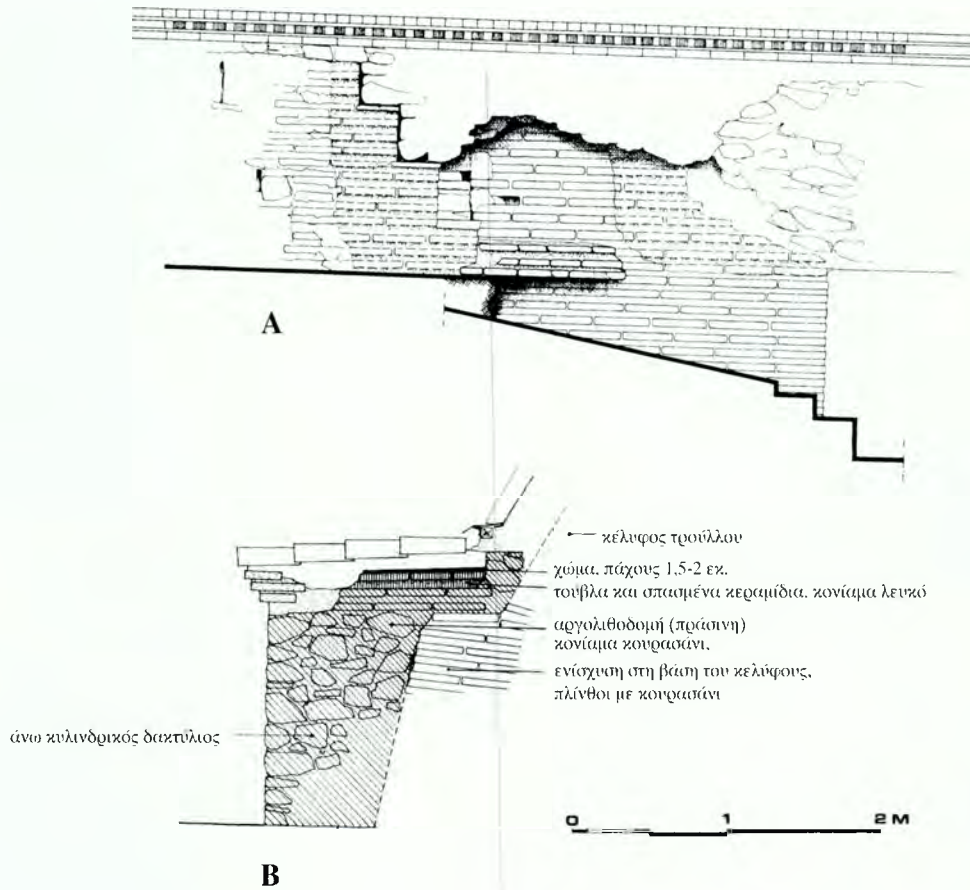 A
κέλυφος τρούλλου
χώμα, πάχους 1,5-2 εκ.
τούβλα και σπασμένα κεραμίδια, κονίαμα λευκό
αργολιθοδομή (πράσινη)
κονίαμα κουρασάνι,
ενίσχυση στη βάση του κελύφους,
πλίνθοι με κουρασάνι
άνω κυλινδρικός δακτύλιος
0 1 2 M
B